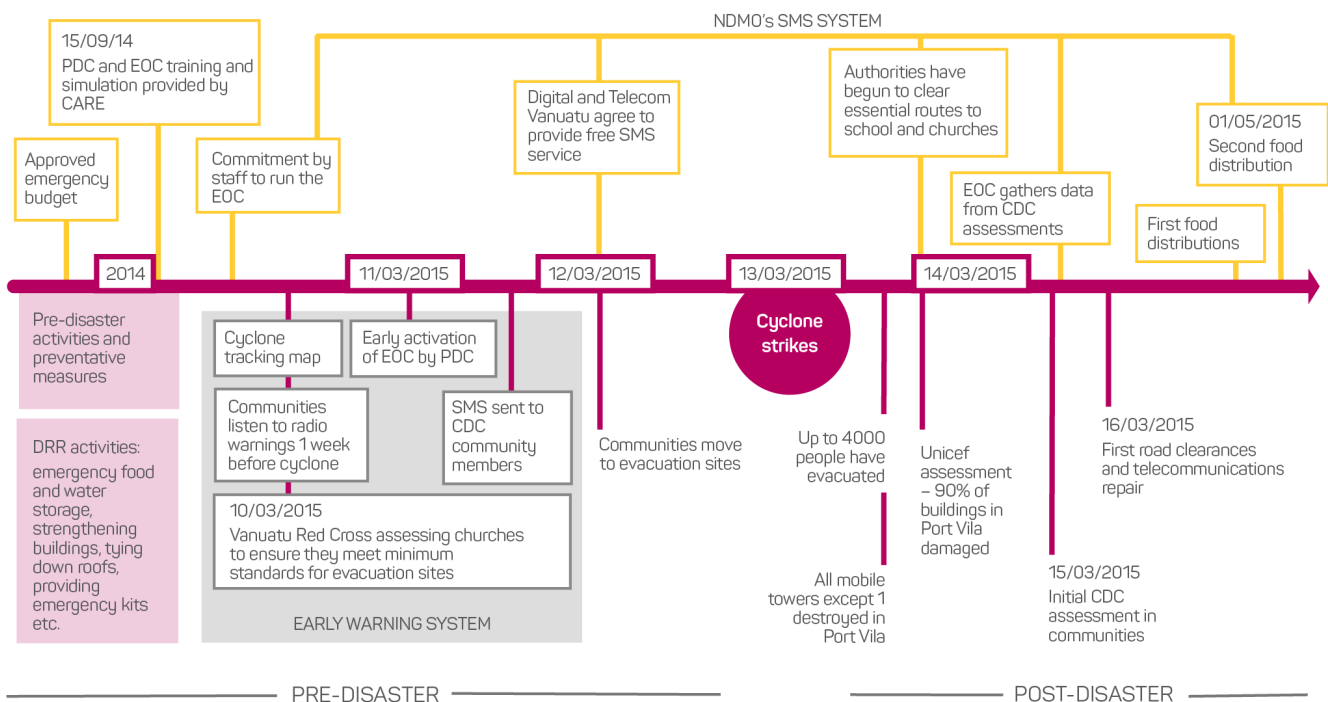 NDMO's SMS SYSTEM
15/09/14
PDC and EOC training and
simulation provided by
CARE
Approved
emergency
budget
Commitment by
staff to run the
EOC
Digital and Telecom
Vanuatu agree to
provide free SMS
service
Authorities have
begun to clear
essential routes to
school and churches
EOC gathers data
from CDC
assessments
First food
distributions
01/05/2015
Second food
distribution
2014
11/03/2015
12/03/2015
13/03/2015
14/03/2015
Pre-disaster
activities and
preventative
measures
DRR activities:
emergency food
and water
storage,
strengthening
buildings, tying
down roofs,
providing
emergency kits
etc.
Cyclone
tracking map
Early activation
of EOC by PDC
Communities
listen to radio
warnings 1 week
before cyclone
SMS sent to
CDC
community
members
10/03/2015
Vanuatu Red Cross assessing churches
to ensure they meet minimum
standards for evacuation sites
EARLY WARNING SYSTEM
Communities move
to evacuation sites
Cyclone
strikes
Up to 4000
people have
evacuated
All mobile
towers except 1
destroyed in
Port Vila
Unicef
assessment
– 90% of
buildings in
Port Vila
damaged
15/03/2015
Initial CDC
assessment in
communities
16/03/2015
First road clearances
and telecommunications
repair
PRE-DISASTER
POST-DISASTER